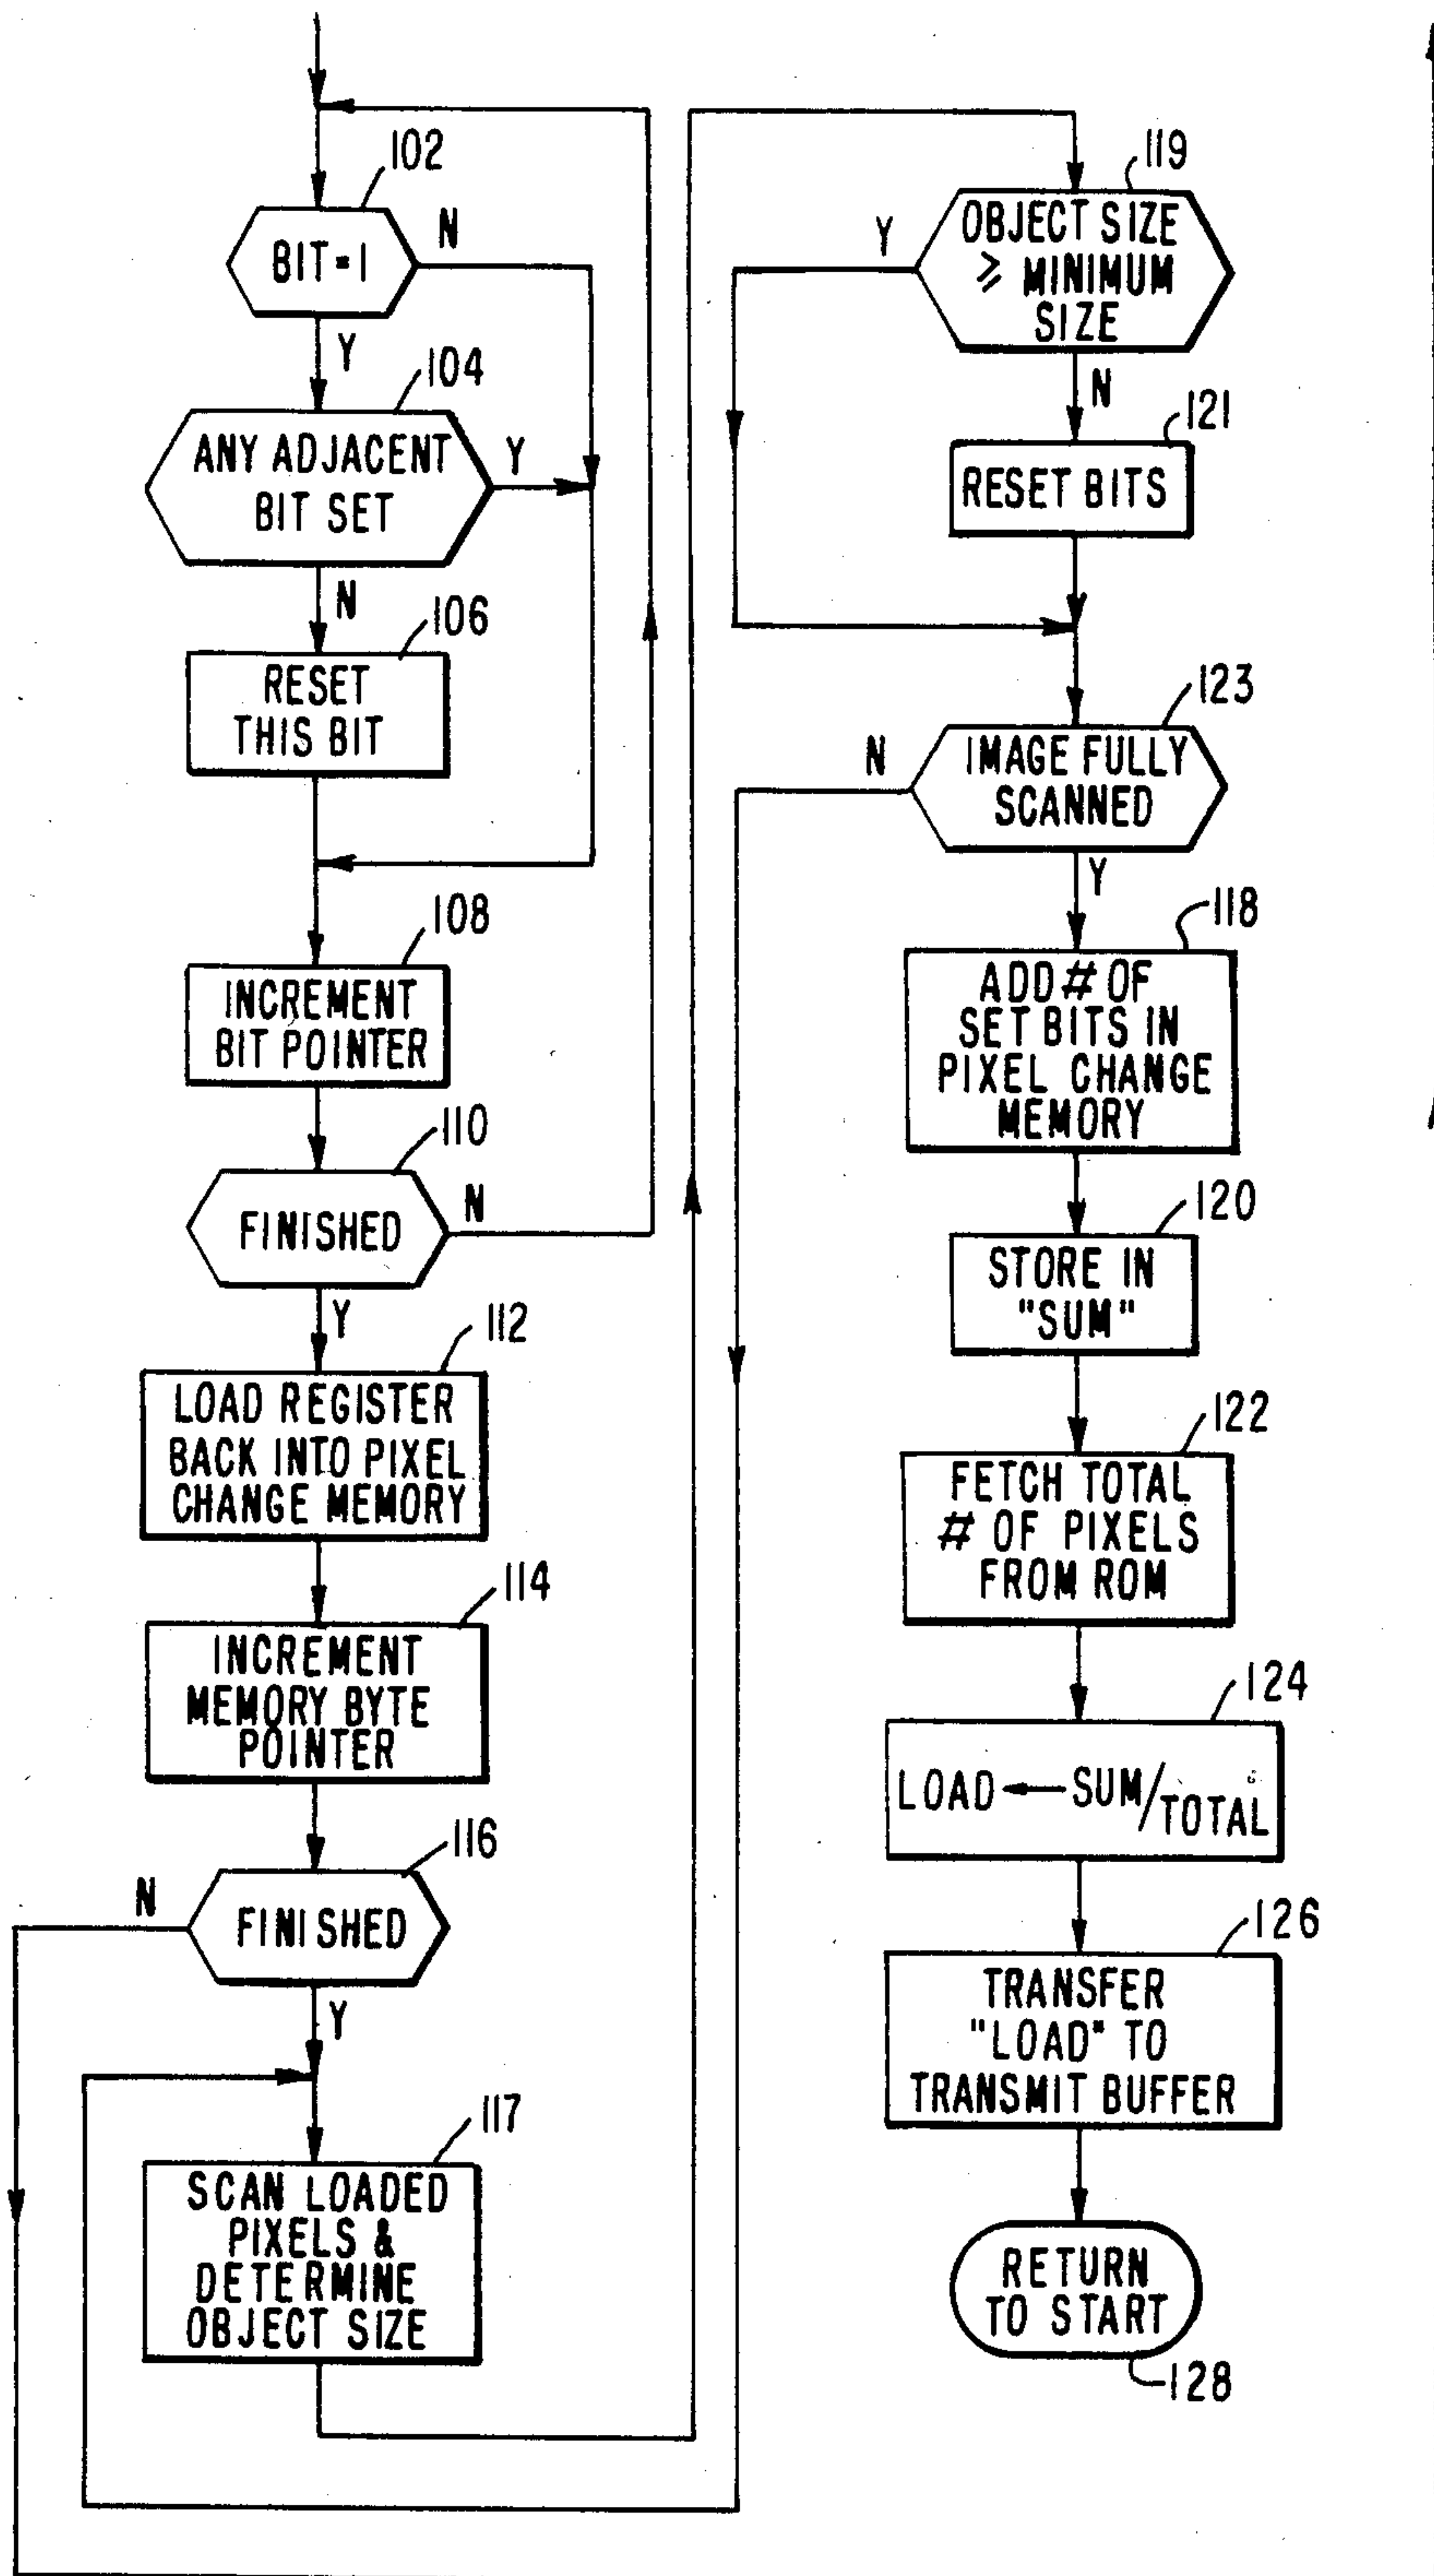 102
BIT=1
N
Y
104
ANY ADJACENT
BIT SET
Y
N
106
RESET
THIS BIT
108
INCREMENT
BIT POINTER
110
FINISHED
N
Y
112
LOAD REGISTER
BACK INTO PIXEL
CHANGE MEMORY
114
INCREMENT
MEMORY BYTE
POINTER
116
N
FINISHED
Y
117
SCAN LOADED
PIXELS &
DETERMINE
OBJECT SIZE
119
Y
OBJECT SIZE
≥ MINIMUM
SIZE
N
121
RESET BITS
123
N
IMAGE FULLY
SCANNED
Y
118
ADD # OF
SET BITS IN
PIXEL CHANGE
MEMORY
120
STORE IN
"SUM"
122
FETCH TOTAL
# OF PIXELS
FROM ROM
124
LOAD ← SUM/TOTAL
126
TRANSFER
"LOAD" TO
TRANSMIT BUFFER
RETURN
TO START
128